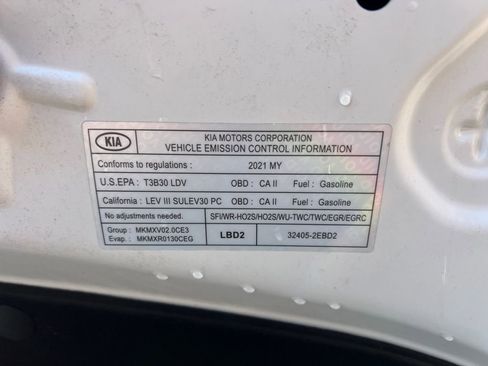 KIA
KIA MOTORS CORPORATION
VEHICLE EMISSION CONTROL INFORMATION
Conforms to regulations : 2021 MY
U.S.EPA : T3B30 LDV OBD : CA II Fuel : Gasoline
California : LEV III SULEV30 PC OBD : CA II Fuel : Gasoline
No adjustments needed. SFI/WR-HO2S/HO2S/WU-TWC/TWC/EGR/EGRC
Group : MKMXV02.0CE3
Evap. : MKMXR0130CEG
LBD2
32405-2EBD2